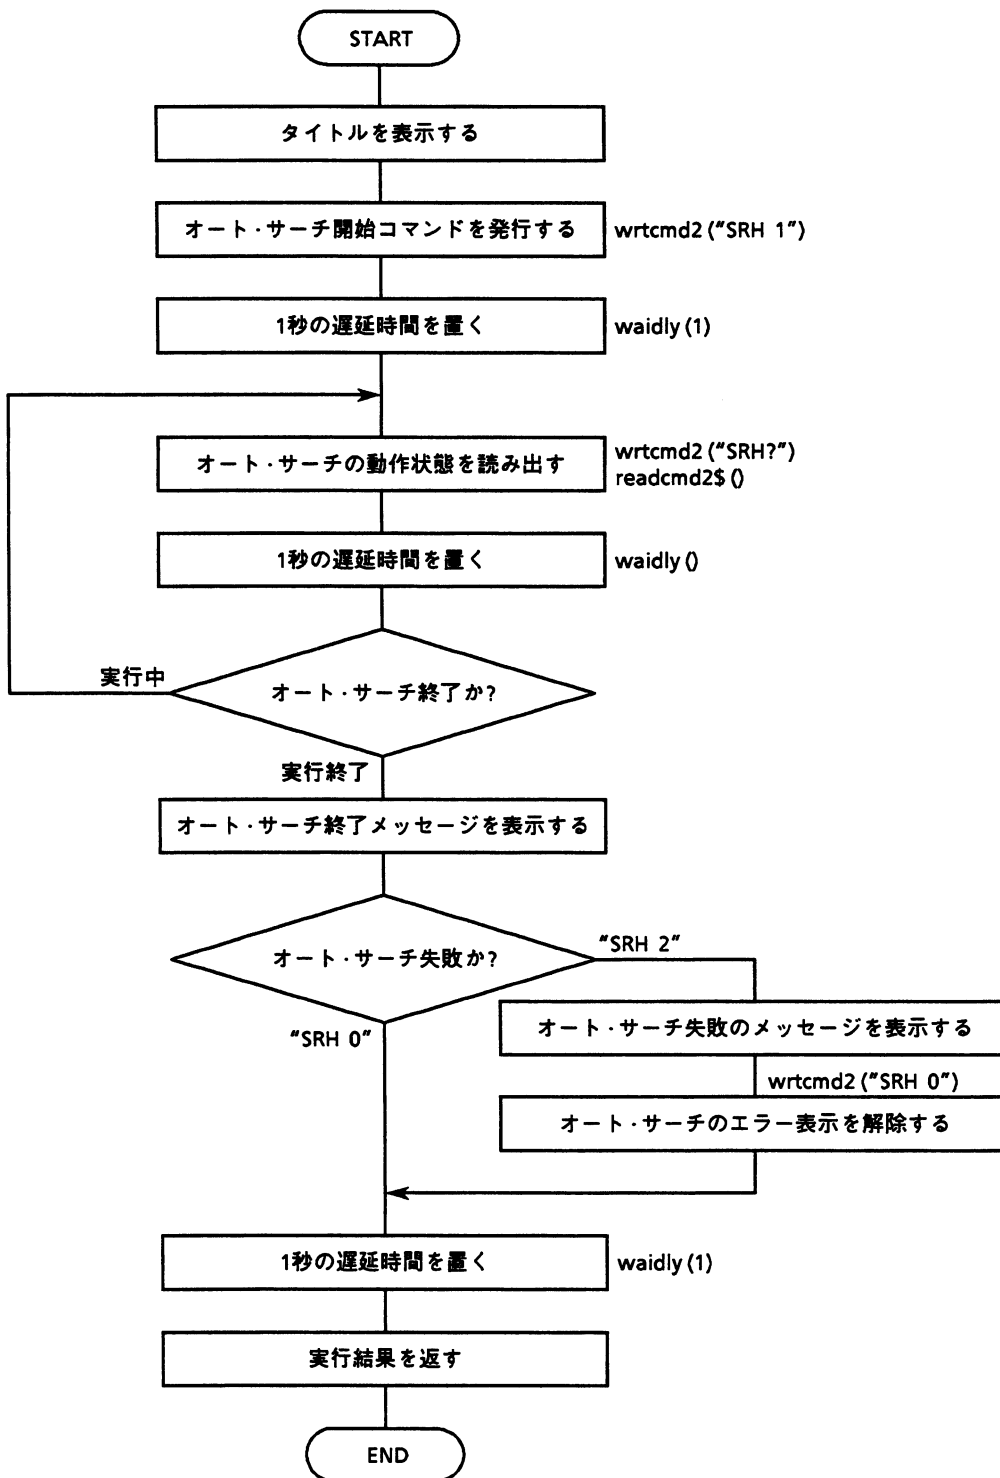 START
タイトルを表示する
オート・サーチ開始コマンドを発行する
wrtcmd2 (“SRH 1”)
1秒の遅延時間を置く
waidly (1)
オート・サーチの動作状態を読み出す
wrtcmd2 (“SRH?”)
readcmd2$ ()
1秒の遅延時間を置く
waidly ()
実行中
オート・サーチ終了か?
実行終了
オート・サーチ終了メッセージを表示する
オート・サーチ失敗か?
“SRH 2”
“SRH 0”
オート・サーチ失敗のメッセージを表示する
wrtcmd2 (“SRH 0”)
オート・サーチのエラー表示を解除する
1秒の遅延時間を置く
waidly (1)
実行結果を返す
END